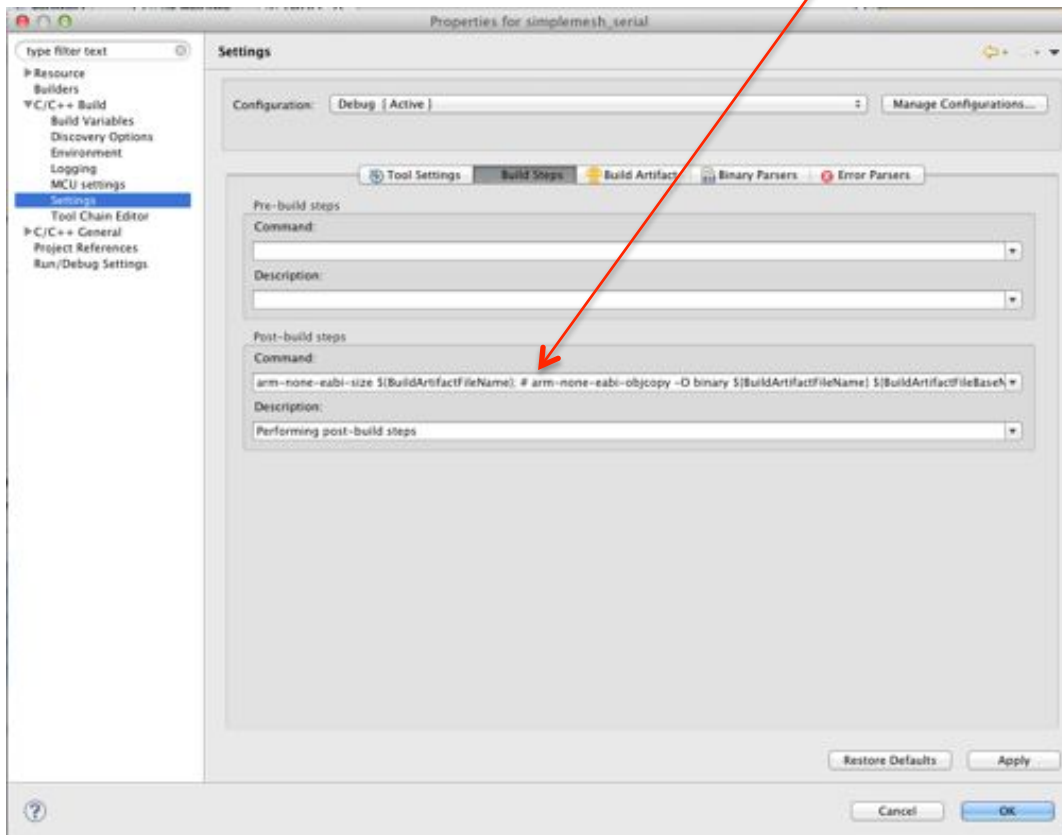 Properties for simplemesh_serial
type filter text
Settings
Resource
Builders
C/C++ Build
Build Variables
Discovery Options
Environment
Logging
MCU settings
Settings
Tool Chain Editor
C/C++ General
Project References
Run/Debug Settings
Configuration: Debug [ Active ]
Manage Configurations...
Tool Settings
Build Steps
Build Artifact
Binary Parsers
Error Parsers
Pre-build steps
Command:
Description:
Post-build steps
Command:
arm-none-eabi-size ${BuildArtifactFileName}; # arm-none-eabi-objcopy -O binary ${BuildArtifactFileName} ${BuildArtifactFileBaseN
Description:
Performing post-build steps
Restore Defaults
Apply
?
Cancel
OK